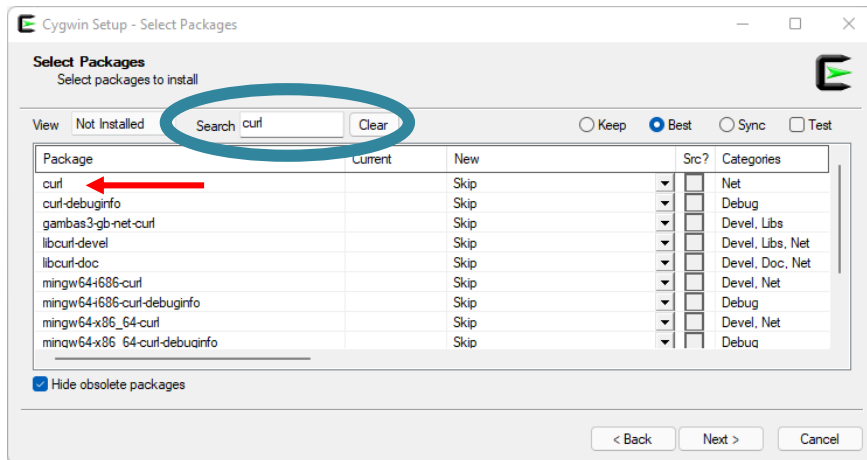 Cygwin Setup - Select Packages
Select Packages
Select packages to install
View Not Installed Search curl Clear Keep Best Sync Test
Package Current New Src? Categories
curl Skip Net
curl-debuginfo Skip Debug
gambas3-gb-net-curl Skip Devel, Libs
libcurl-devel Skip Devel, Libs, Net
libcurl-doc Skip Devel, Doc, Net
mingw64-i686-curl Skip Devel, Net
mingw64-i686-curl-debuginfo Skip Debug
mingw64-x86_64-curl Skip Devel, Net
mingw64-x86_64-curl-debuginfo Skip Debug
Hide obsolete packages
< Back Next > Cancel